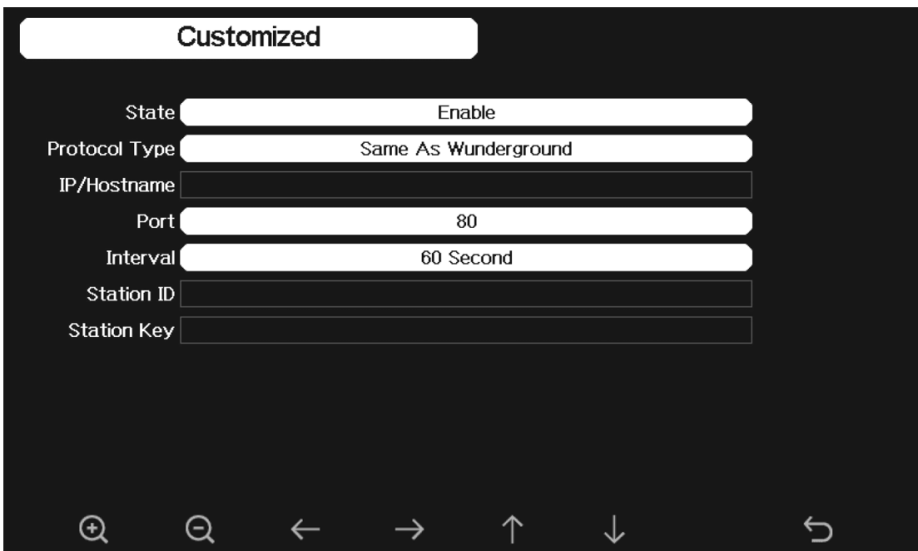 Customized
State Enable
Protocol Type Same As Wunderground
IP/Hostname
Port 80
Interval 60 Second
Station ID
Station Key